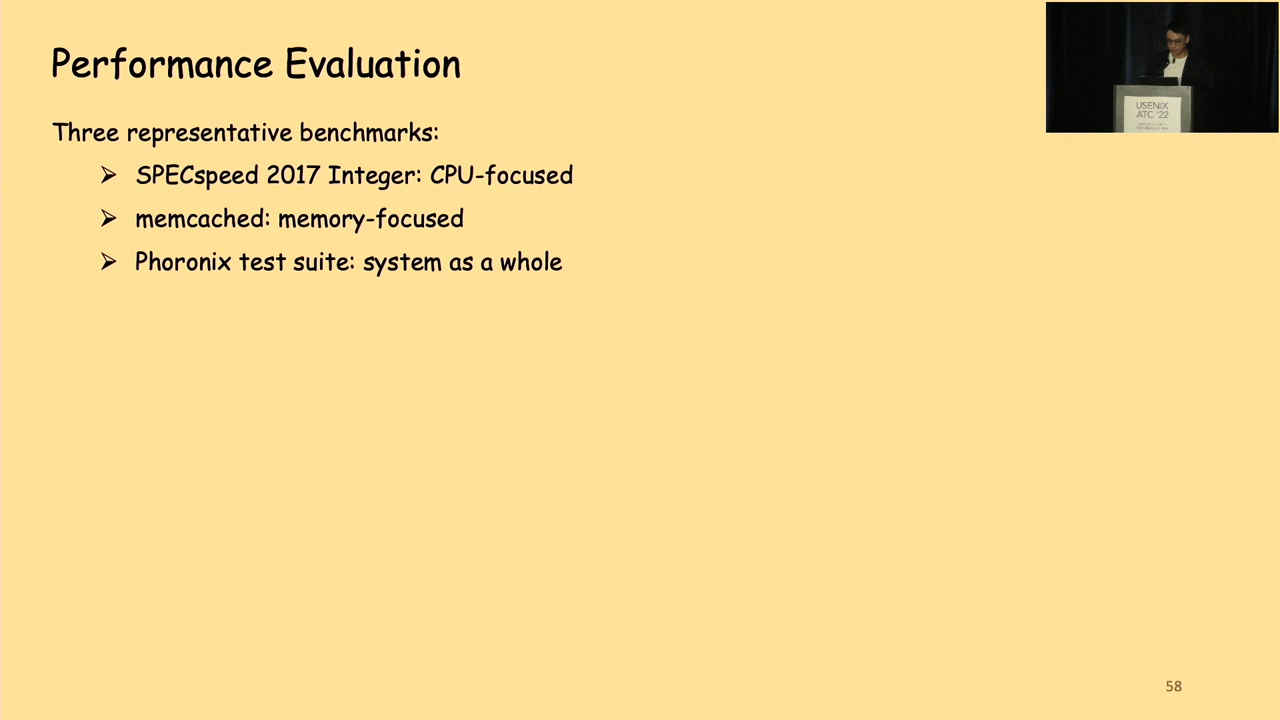 Performance Evaluation
USENIX
ATC '22
Three representative benchmarks:
➢ SPECspeed 2017 Integer: CPU-focused
➢ memcached: memory-focused
➢ Phoronix test suite: system as a whole
58